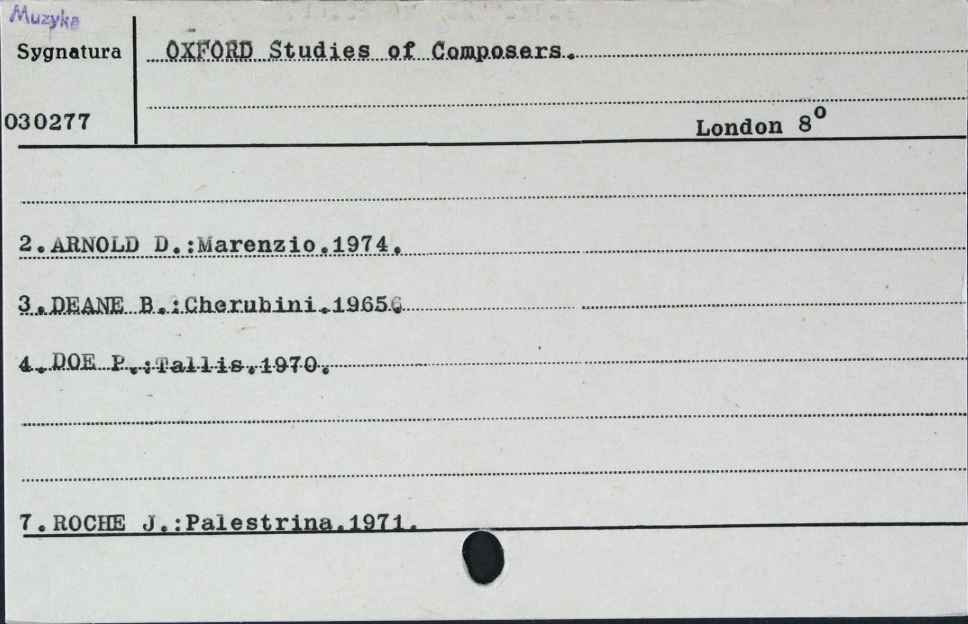 Muzyka
Sygnatura
OXFORD Studies of Composers.
030277
London 8°
2. ARNOLD D.:Marenzio.1974.
3. DEANE B.:Cherubini.1965
4. DOE P.:Tallis.1970.
7. ROCHE J.:Palestrina.1971.